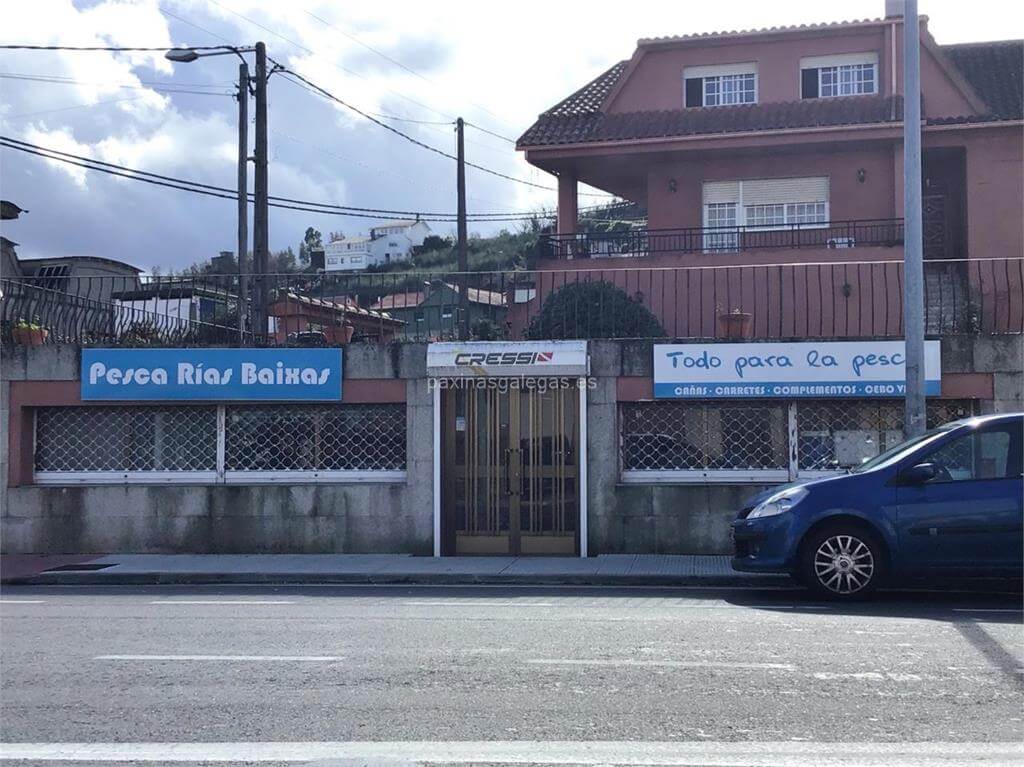 Pesca Rías Baixas
CRESSI
paxinasgalegas.es
Todo para la pesc
CAÑAS · CARRETES · COMPLEMENTOS · CEBO